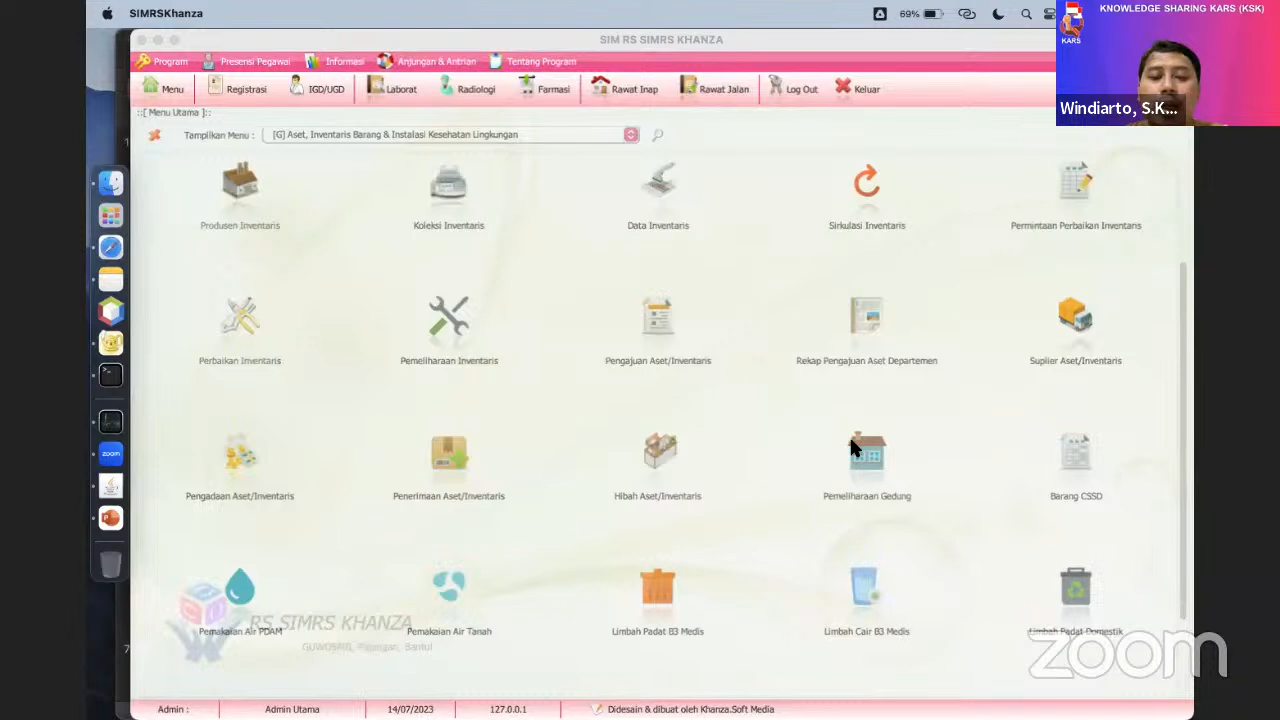 SIMRSKhanza
69%
KNOWLEDGE SHARING KARS (KSK)
KARS
Windiarto, S.K...
SIM RS SIMRS KHANZA
Program
Presensi Pegawai
Informasi
Anjungan & Antrian
Tentang Program
Menu
Registrasi
IGD/UGD
Laborat
Radiologi
Farmasi
Rawat Inap
Rawat Jalan
Log Out
Keluar
::[ Menu Utama ]::
Tampilkan Menu :
[G] Aset, Inventaris Barang & Instalasi Kesehatan Lingkungan
Produsen Inventaris
Koleksi Inventaris
Data Inventaris
Sirkulasi Inventaris
Permintaan Perbaikan Inventaris
Perbaikan Inventaris
Pemeliharaan Inventaris
Pengajuan Aset/Inventaris
Rekap Pengajuan Aset Departemen
Suplier Aset/Inventaris
Pengadaan Aset/Inventaris
Penerimaan Aset/Inventaris
Hibah Aset/Inventaris
Pemeliharaan Gedung
Barang CSSD
Pemakaian Air PDAM
Pemakaian Air Tanah
Limbah Padat B3 Medis
Limbah Cair B3 Medis
Limbah Padat Domestik
RS SIMRS KHANZA
GUWOSARI, Pajangan, Bantul
zoom
zoom
Admin :
Admin Utama
14/07/2023
127.0.0.1
Didesain & dibuat oleh Khanza.Soft Media